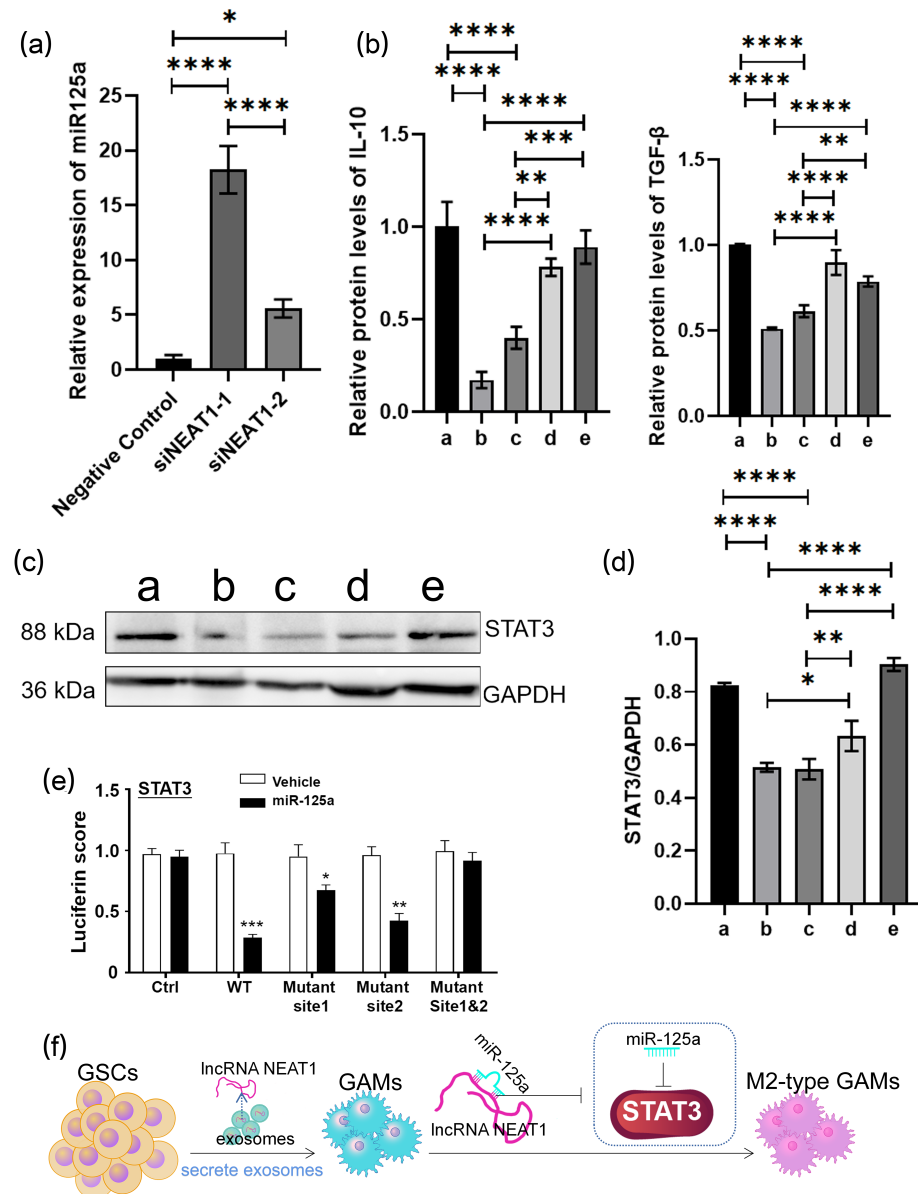 (a)
*
****
****
Relative expression of miR125a
25
20
15
10
5
0
Negative Control
siNEAT1-1
siNEAT1-2
(b)
****
****
****
***
**
****
Relative protein levels of IL-10
1.5
1.0
0.5
0.0
a b c d e
****
****
****
**
****
****
Relative protein levels of TGF-β
1.5
1.0
0.5
0.0
a b c d e
(c)
a b c d e
88 kDa
STAT3
36 kDa
GAPDH
(d)
****
****
****
****
**
*
STAT3/GAPDH
1.0
0.8
0.6
0.4
0.2
0.0
a b c d e
(e)
STAT3
Vehicle
miR-125a
Luciferin score
1.5
1.0
0.5
0
***
*
**
Ctrl
WT
Mutant
site1
Mutant
site2
Mutant
Site1&2
(f)
GSCs
lncRNA NEAT1
exosomes
secrete exosomes
GAMs
miR-125a
lncRNA NEAT1
miR-125a
STAT3
M2-type GAMs